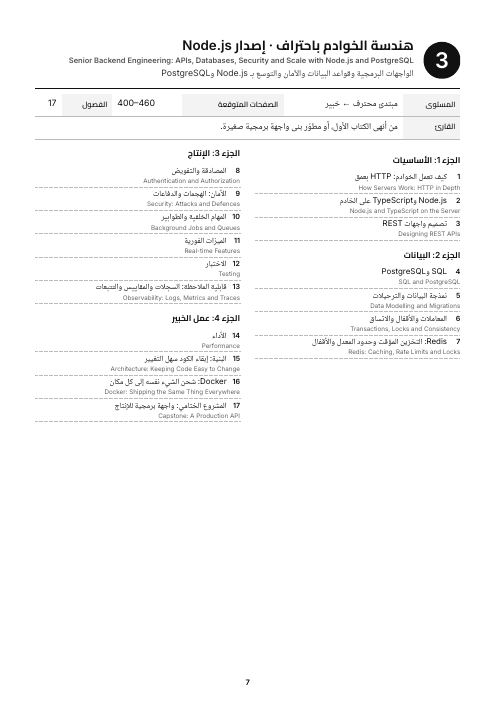 3
هندسة الخوادم باحتراف · إصدار Node.js
Senior Backend Engineering: APIs, Databases, Security and Scale with Node.js and PostgreSQL
الواجهات البرمجية وقواعد البيانات والأمان والتوسع بـ Node.js وPostgreSQL
المستوى مبتدئ محترف ← خبير الصفحات المتوقعة 400–460 الفصول 17
القارئ من أنهى الكتاب الأول، أو مطوّر بنى واجهة برمجية صغيرة.
الجزء 1: الأساسيات
1 كيف تعمل الخوادم: HTTP بعمق
How Servers Work: HTTP in Depth
2 Node.js وTypeScript على الخادم
Node.js and TypeScript on the Server
3 تصميم واجهات REST
Designing REST APIs
الجزء 2: البيانات
4 SQL وPostgreSQL
SQL and PostgreSQL
5 نمذجة البيانات والترحيلات
Data Modelling and Migrations
6 المعاملات والأقفال والاتساق
Transactions, Locks and Consistency
7 Redis: التخزين المؤقت وحدود المعدل والأقفال
Redis: Caching, Rate Limits and Locks
الجزء 3: الإنتاج
8 المصادقة والتفويض
Authentication and Authorization
9 الأمان: الهجمات والدفاعات
Security: Attacks and Defences
10 المهام الخلفية والطوابير
Background Jobs and Queues
11 الميزات الفورية
Real-time Features
12 الاختبار
Testing
13 قابلية الملاحظة: السجلات والمقاييس والتتبعات
Observability: Logs, Metrics and Traces
الجزء 4: عمل الخبير
14 الأداء
Performance
15 البنية: إبقاء الكود سهل التغيير
Architecture: Keeping Code Easy to Change
16 Docker: شحن الشيء نفسه إلى كل مكان
Docker: Shipping the Same Thing Everywhere
17 المشروع الختامي: واجهة برمجية للإنتاج
Capstone: A Production API
7